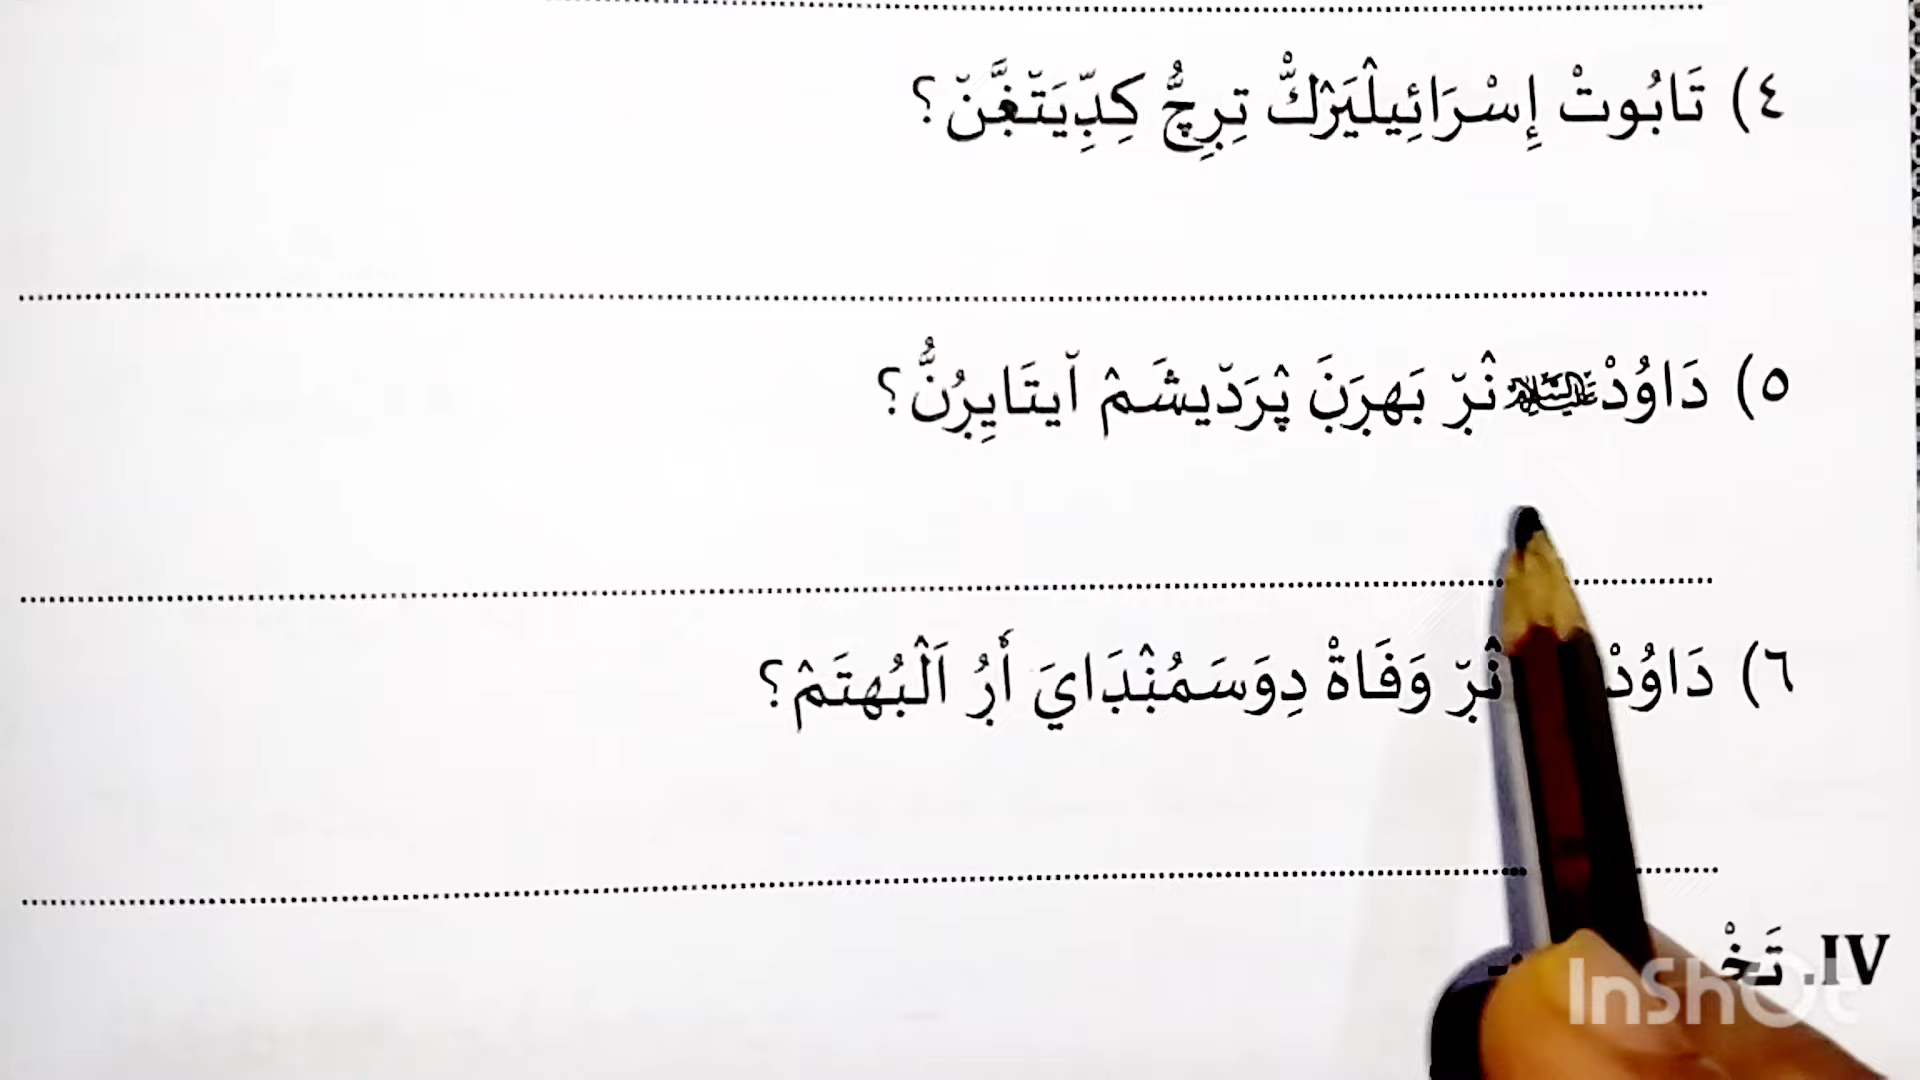 ٤) تَابُوتْ إِسْرَائِيلْيَرْكّْ تِرِچُّ كِڊِّيَتّغَّنّ؟
٥) دَاوُدْ عليه السلام نْرّ بَهرَنَ پْرَدّيشَمْ آيتَايِرُنُّ؟
٦) دَاوُدْ نْرّ وَفَاةْ دِوَسَمُنْڊَايَ أَرُ اَلْبُهتَمْ؟
IV. تَخْ
InShOt